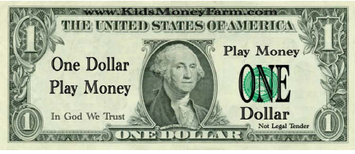 www.KidsMoneyFarm.com
THE UNITED STATES OF AMERICA
1
1
One Dollar
Play Money
Play Money
ONE
Dollar
In God We Trust
Not Legal Tender
1
ONE DOLLAR
1